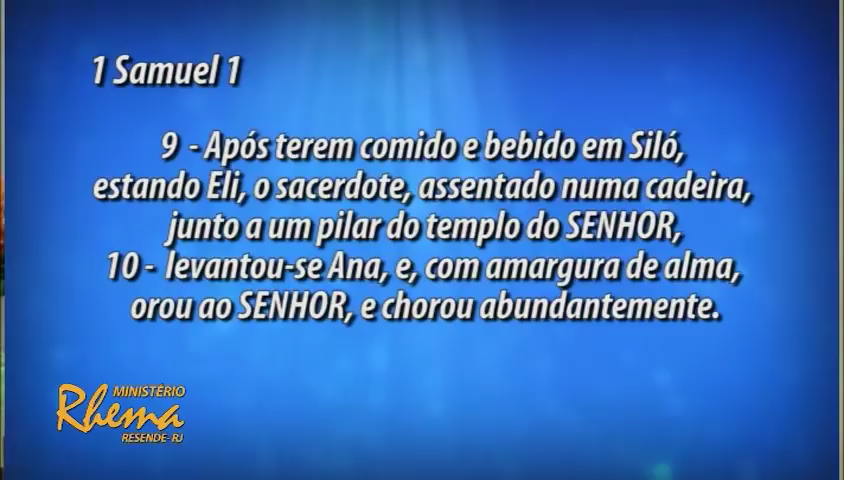 1 Samuel 1
9 - Após terem comido e bebido em Siló,
estando Eli, o sacerdote, assentado numa cadeira,
junto a um pilar do templo do SENHOR,
10 - levantou-se Ana, e, com amargura de alma,
orou ao SENHOR, e chorou abundantemente.
MINISTÉRIO
Rhema
RESENDE-RJ